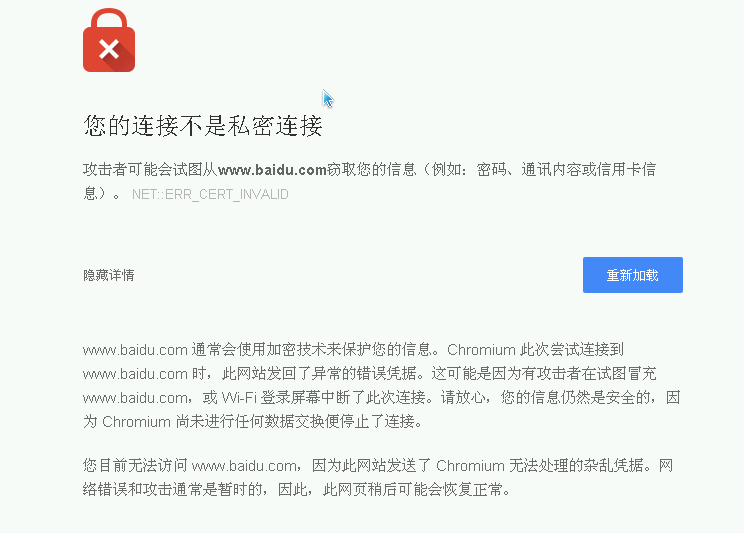 您的连接不是私密连接
攻击者可能会试图从www.baidu.com窃取您的信息（例如：密码、通讯内容或信用卡信
息）。 NET::ERR_CERT_INVALID
隐藏详情
重新加载
www.baidu.com 通常会使用加密技术来保护您的信息。Chromium 此次尝试连接到
www.baidu.com 时，此网站发回了异常的错误凭据。这可能是因为有攻击者在试图冒充
www.baidu.com，或 Wi-Fi 登录屏幕中断了此次连接。请放心，您的信息仍然是安全的，因
为 Chromium 尚未进行任何数据交换便停止了连接。
您目前无法访问 www.baidu.com，因为此网站发送了 Chromium 无法处理的杂乱凭据。网
络错误和攻击通常是暂时的，因此，此网页稍后可能会恢复正常。